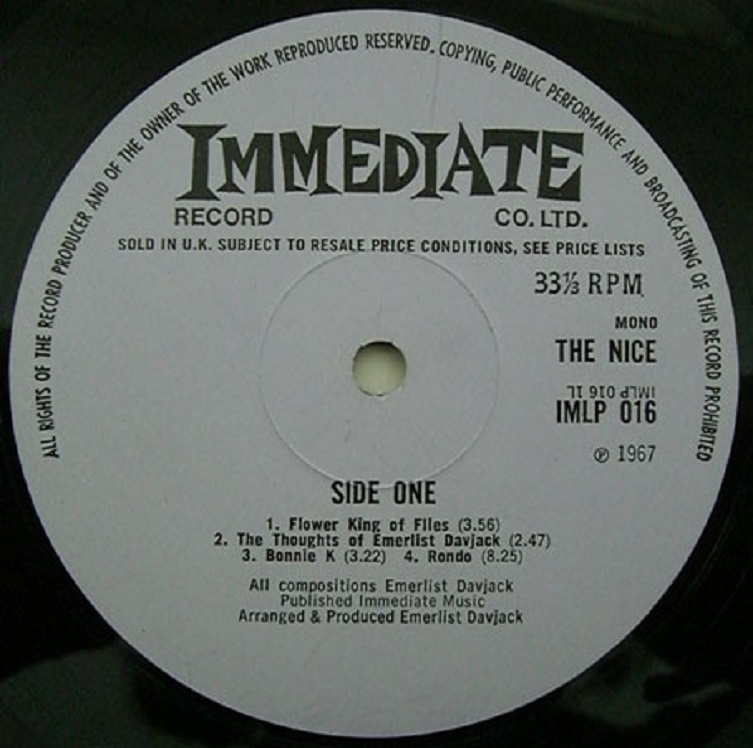 ALL RIGHTS OF THE RECORD PRODUCER AND OF THE OWNER OF THE WORK REPRODUCED RESERVED. COPYING, PUBLIC PERFORMANCE AND BROADCASTING OF THIS RECORD PROHIBITED
IMMEDIATE
RECORD CO. LTD.
SOLD IN U.K. SUBJECT TO RESALE PRICE CONDITIONS, SEE PRICE LISTS
33⅓ RPM
MONO
THE NICE
IMLP 016 1L
IMLP 016
℗ 1967
SIDE ONE
1. Flower King of Flies (3.56)
2. The Thoughts of Emerlist Davjack (2.47)
3. Bonnie K (3.22) 4. Rondo (8.25)
All compositions Emerlist Davjack
Published Immediate Music
Arranged & Produced Emerlist Davjack